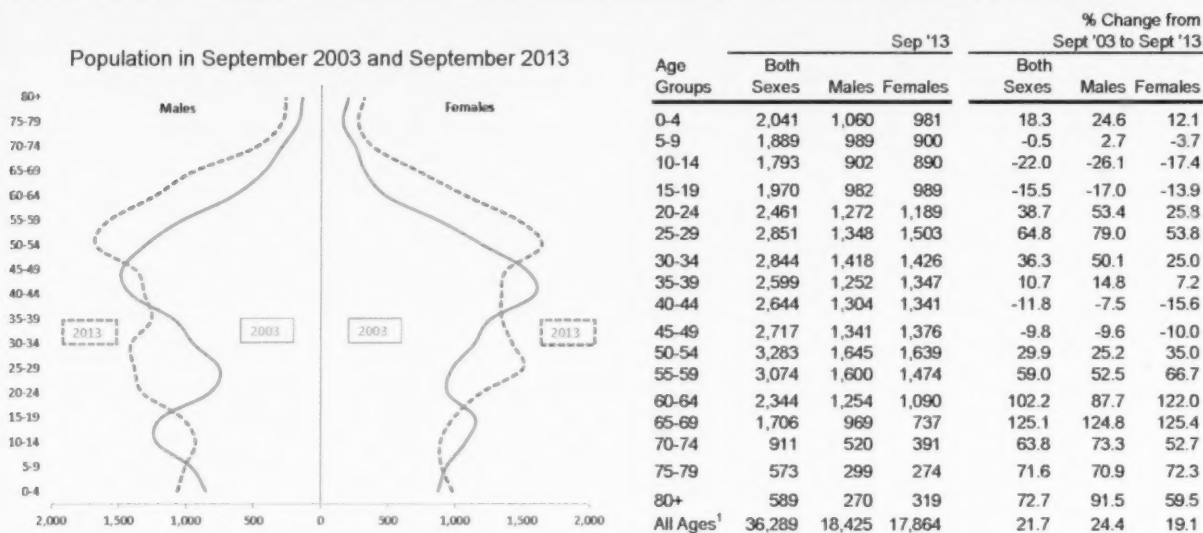 Population in September 2003 and September 2013
80+
75-79
70-74
65-69
60-64
55-59
50-54
45-49
40-44
35-39
30-34
25-29
20-24
15-19
10-14
5-9
0-4
Males
Females
2013
2003
2003
2013
2,000 1,500 1,000 500 0 500 1,000 1,500 2,000
% Change from
Sep '13 Sept '03 to Sept '13
Age Both Both
Groups Sexes Males Females Sexes Males Females
0-4 2,041 1,060 981 18.3 24.6 12.1
5-9 1,889 989 900 -0.5 2.7 -3.7
10-14 1,793 902 890 -22.0 -26.1 -17.4
15-19 1,970 982 989 -15.5 -17.0 -13.9
20-24 2,461 1,272 1,189 38.7 53.4 25.8
25-29 2,851 1,348 1,503 64.8 79.0 53.8
30-34 2,844 1,418 1,426 36.3 50.1 25.0
35-39 2,599 1,252 1,347 10.7 14.8 7.2
40-44 2,644 1,304 1,341 -11.8 -7.5 -15.6
45-49 2,717 1,341 1,376 -9.8 -9.6 -10.0
50-54 3,283 1,645 1,639 29.9 25.2 35.0
55-59 3,074 1,600 1,474 59.0 52.5 66.7
60-64 2,344 1,254 1,090 102.2 87.7 122.0
65-69 1,706 969 737 125.1 124.8 125.4
70-74 911 520 391 63.8 73.3 52.7
75-79 573 299 274 71.6 70.9 72.3
80+ 589 270 319 72.7 91.5 59.5
All Ages¹ 36,289 18,425 17,864 21.7 24.4 19.1